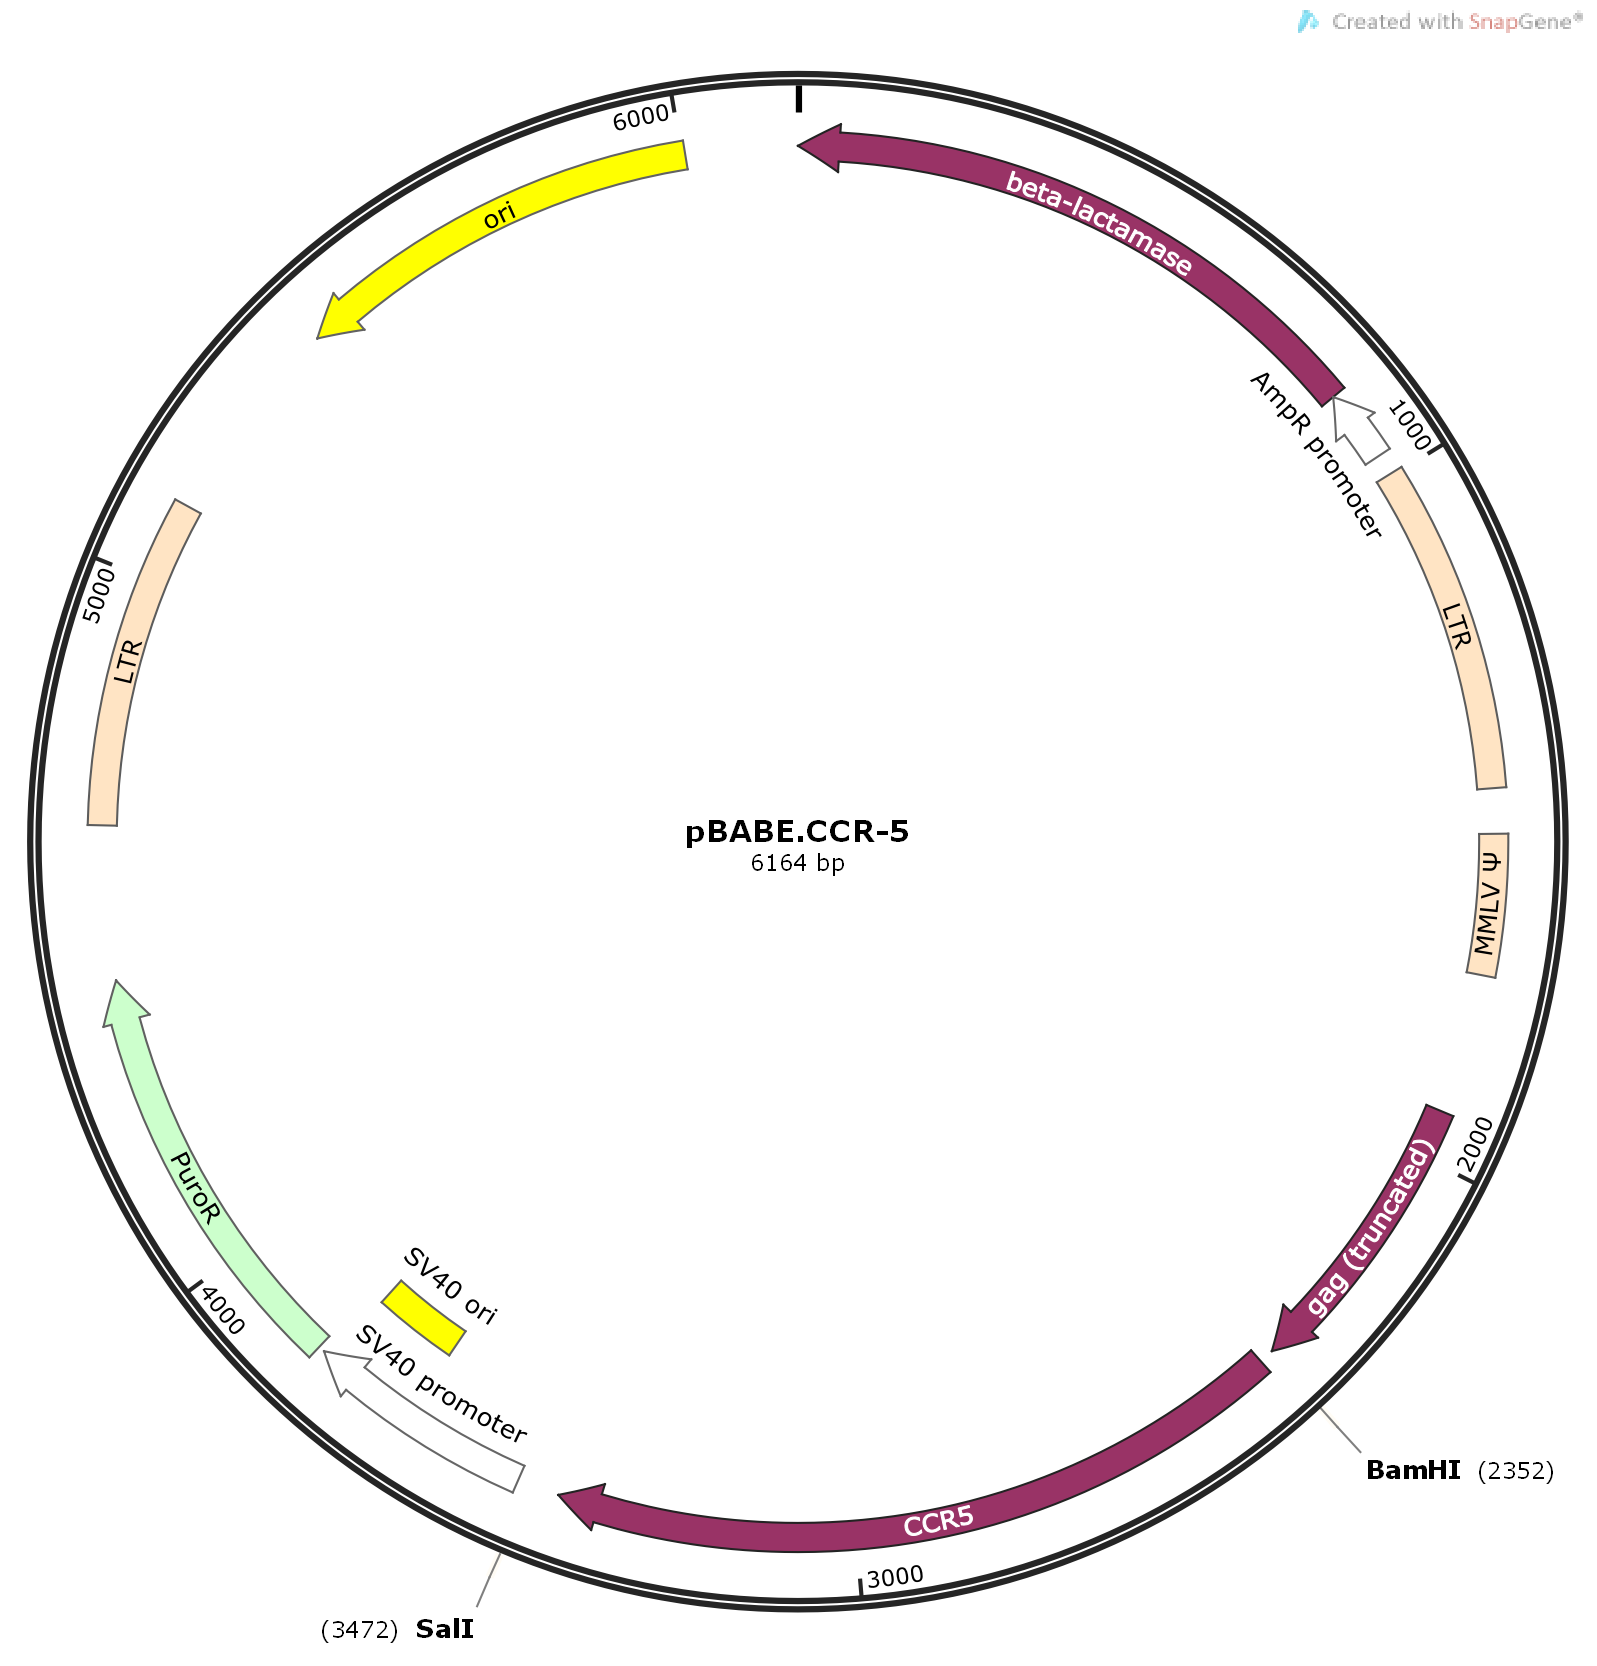 Created with SnapGene®
6000
beta-lactamase
ori
AmpR promoter
1000
5000
LTR
LTR
pBABE.CCR-5
6164 bp
MMLV Ψ
2000
gag (truncated)
PuroR
SV40 ori
4000
SV40 promoter
BamHI (2352)
CCR5
3000
(3472) SalI